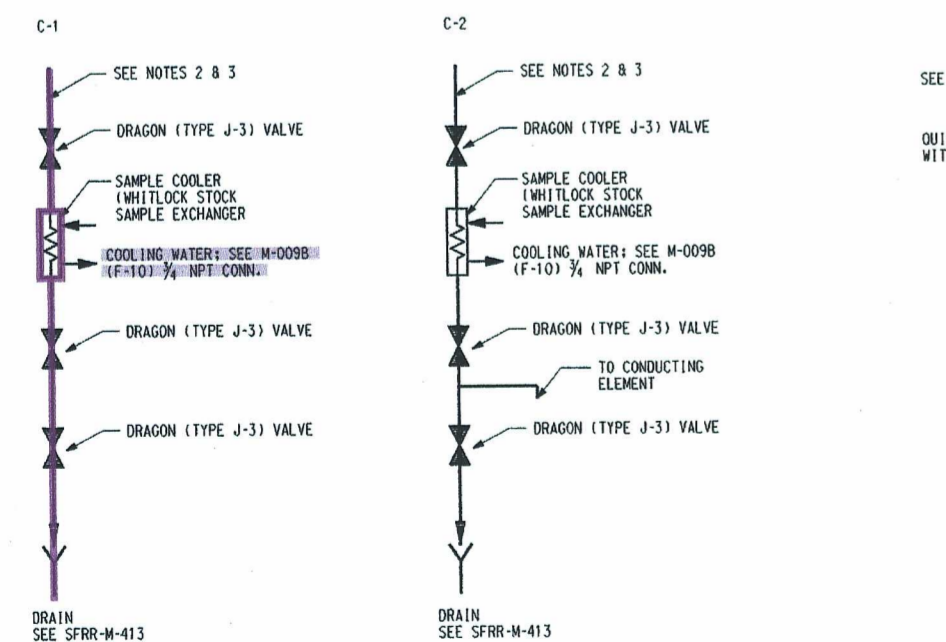 C-1
SEE NOTES 2 & 3
DRAGON (TYPE J-3) VALVE
SAMPLE COOLER
(WHITLOCK STOCK
SAMPLE EXCHANGER
COOLING WATER; SEE M-009B
(F-10) ¾ NPT CONN.
DRAGON (TYPE J-3) VALVE
DRAGON (TYPE J-3) VALVE
DRAIN
SEE SFRR-M-413
C-2
SEE NOTES 2 & 3
DRAGON (TYPE J-3) VALVE
SAMPLE COOLER
(WHITLOCK STOCK
SAMPLE EXCHANGER
COOLING WATER; SEE M-009B
(F-10) ¾ NPT CONN.
DRAGON (TYPE J-3) VALVE
TO CONDUCTING
ELEMENT
DRAGON (TYPE J-3) VALVE
DRAIN
SEE SFRR-M-413
SEE
QUI
WIT